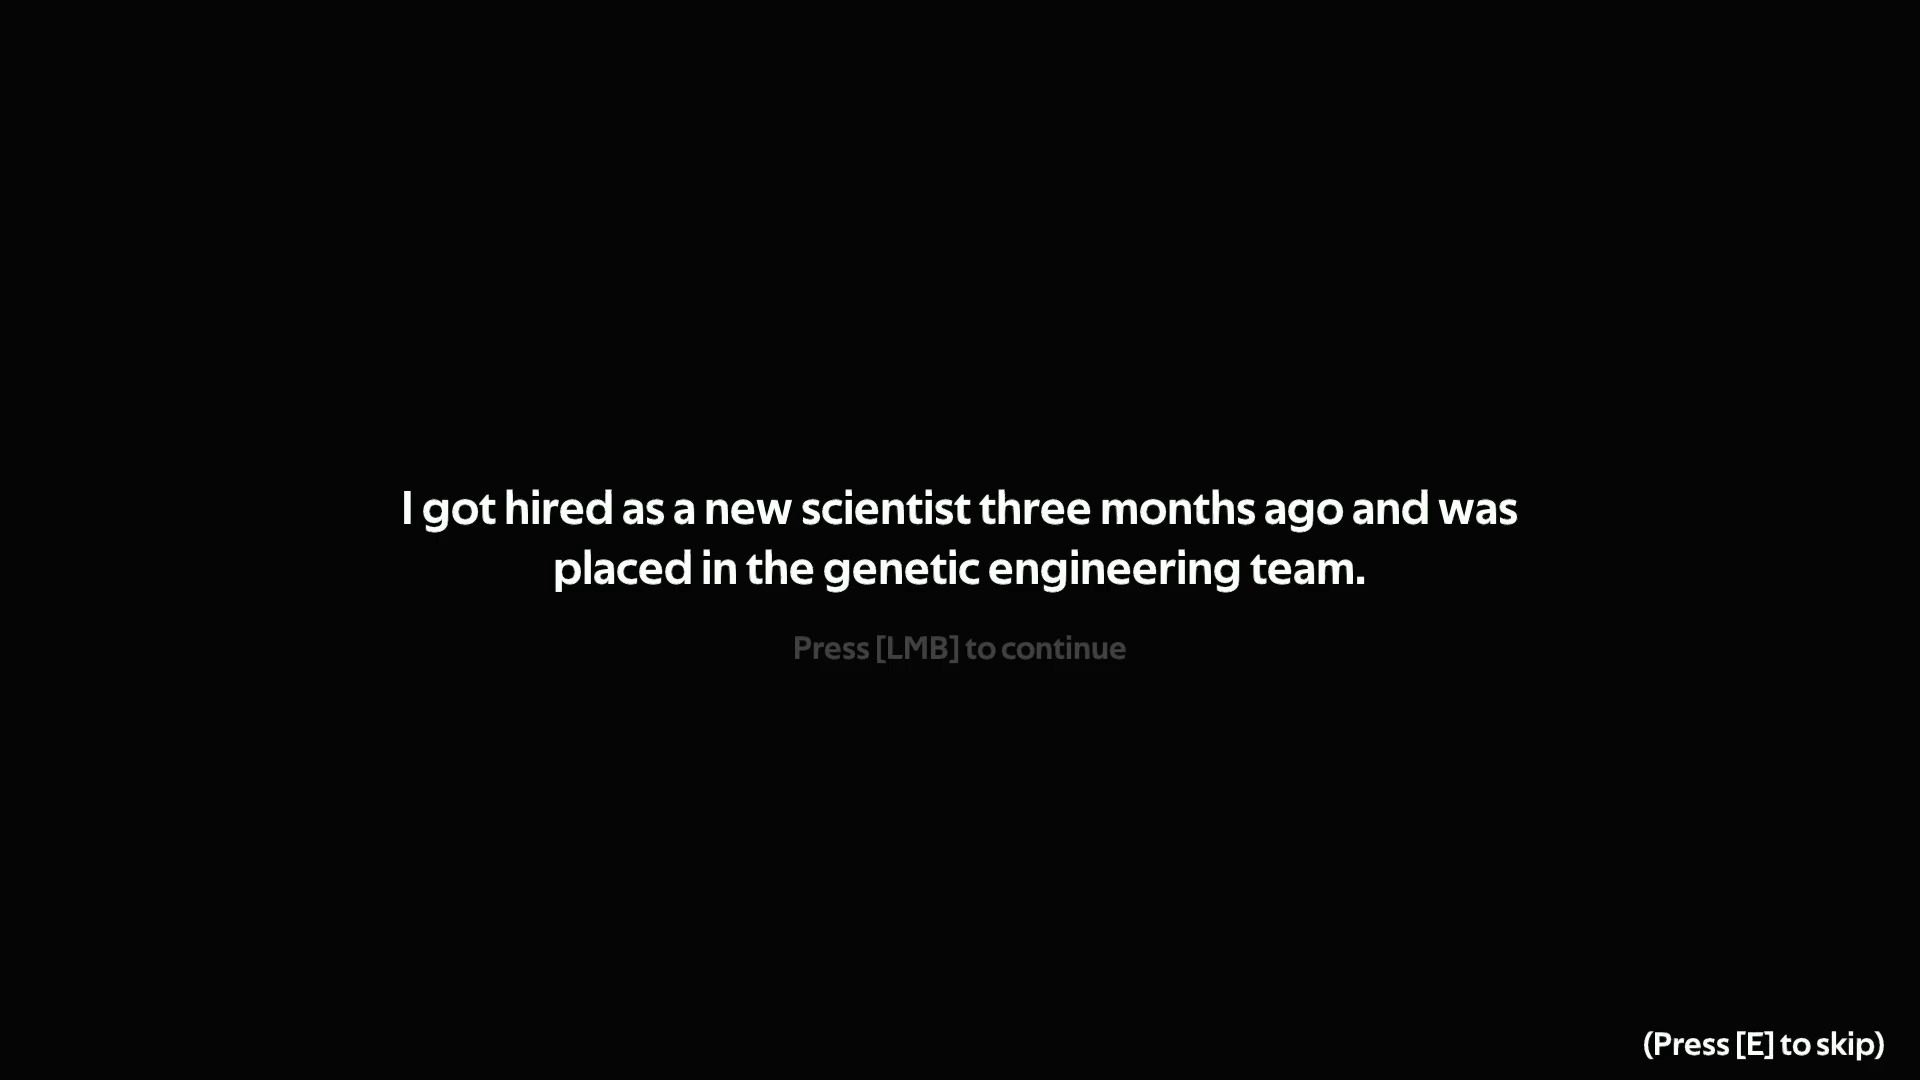 I got hired as a new scientist three months ago and was
placed in the genetic engineering team.
Press [LMB] to continue
(Press [E] to skip)